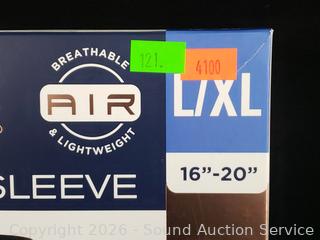 BREATHABLE
AIR
& LIGHTWEIGHT
121.
4100
L/XL
16"-20"
SLEEVE
Copyright 2026 - Sound Auction Service